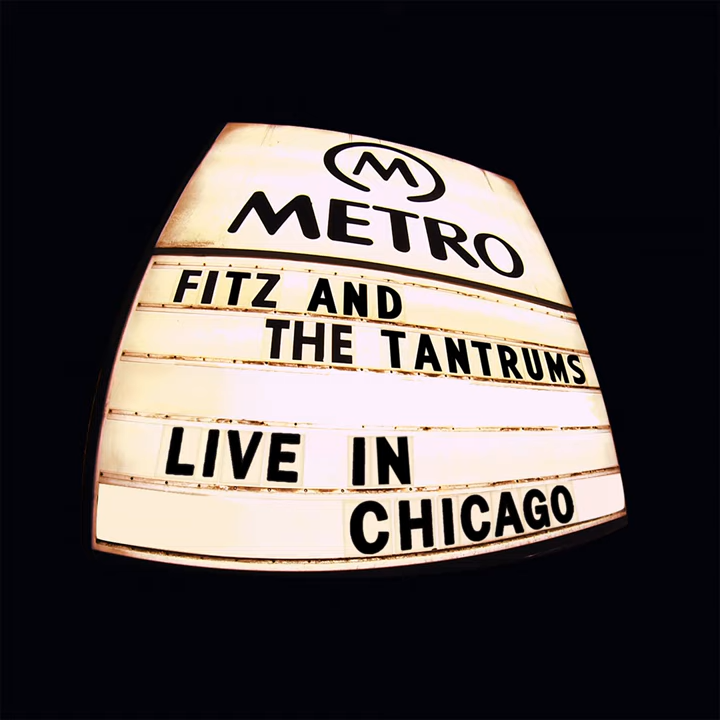 M
METRO
FITZ AND
THE TANTRUMS
LIVE IN
CHICAGO